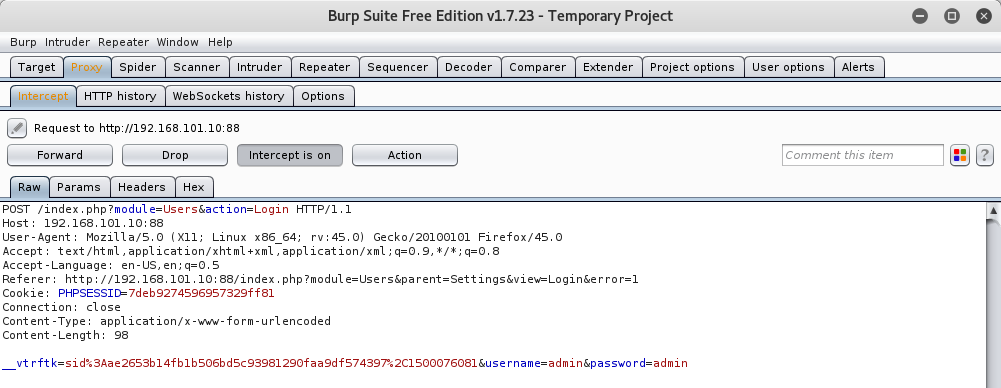 Burp Suite Free Edition v1.7.23 - Temporary Project
Burp Intruder Repeater Window Help
Target Proxy Spider Scanner Intruder Repeater Sequencer Decoder Comparer Extender Project options User options Alerts
Intercept HTTP history WebSockets history Options
Request to http://192.168.101.10:88
Forward Drop Intercept is on Action Comment this item ?
Raw Params Headers Hex
POST /index.php?module=Users&action=Login HTTP/1.1
Host: 192.168.101.10:88
User-Agent: Mozilla/5.0 (X11; Linux x86_64; rv:45.0) Gecko/20100101 Firefox/45.0
Accept: text/html,application/xhtml+xml,application/xml;q=0.9,*/*;q=0.8
Accept-Language: en-US,en;q=0.5
Referer: http://192.168.101.10:88/index.php?module=Users&parent=Settings&view=Login&error=1
Cookie: PHPSESSID=7deb9274596957329ff81
Connection: close
Content-Type: application/x-www-form-urlencoded
Content-Length: 98
__vtrftk=sid%3Aae2653b14fb1b506bd5c93981290faa9df574397%2C1500076081&username=admin&password=admin